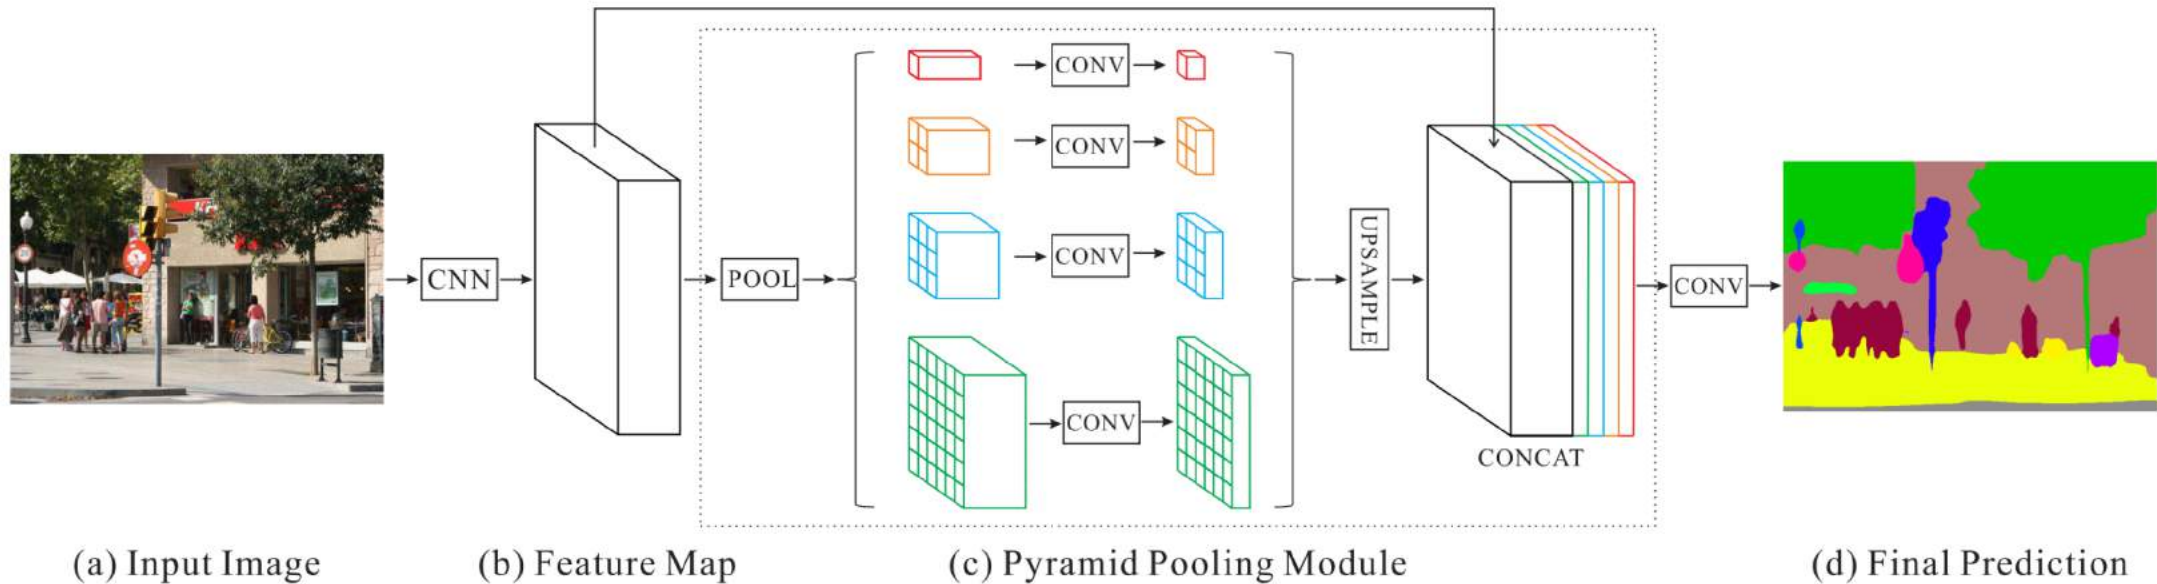 CNN
POOL
CONV
CONV
CONV
CONV
UPSAMPLE
CONCAT
CONV
(a) Input Image
(b) Feature Map
(c) Pyramid Pooling Module
(d) Final Prediction